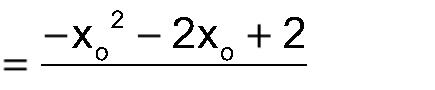 = (-xₒ² - 2xₒ + 2) /